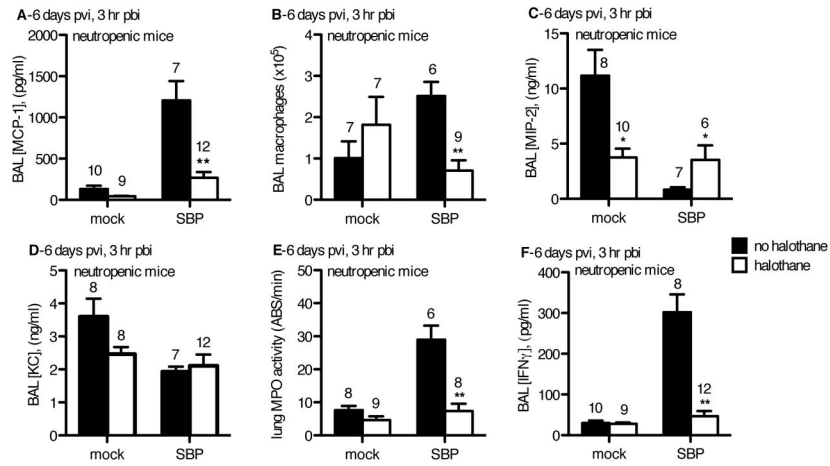 A-6 days pvi, 3 hr pbi
neutropenic mice
BAL [MCP-1], (pg/ml)
2000
1500
1000
500
0
10
9
7
12
**
mock
SBP
B-6 days pvi, 3 hr pbi
neutropenic mice
BAL macrophages (x10⁵)
4
3
2
1
0
7
7
6
9
**
mock
SBP
C-6 days pvi, 3 hr pbi
neutropenic mice
BAL [MIP-2], (ng/ml)
15
10
5
0
8
10
*
7
6
*
mock
SBP
D-6 days pvi, 3 hr pbi
neutropenic mice
BAL [KC], (ng/ml)
5
4
3
2
1
0
8
8
7
12
mock
SBP
E-6 days pvi, 3 hr pbi
neutropenic mice
lung MPO activity (ABS/min)
50
40
30
20
10
0
8
9
6
8
**
mock
SBP
no halothane
halothane
F-6 days pvi, 3 hr pbi
neutropenic mice
BAL [IFNγ], (pg/ml)
400
300
200
100
0
10
9
8
12
**
mock
SBP